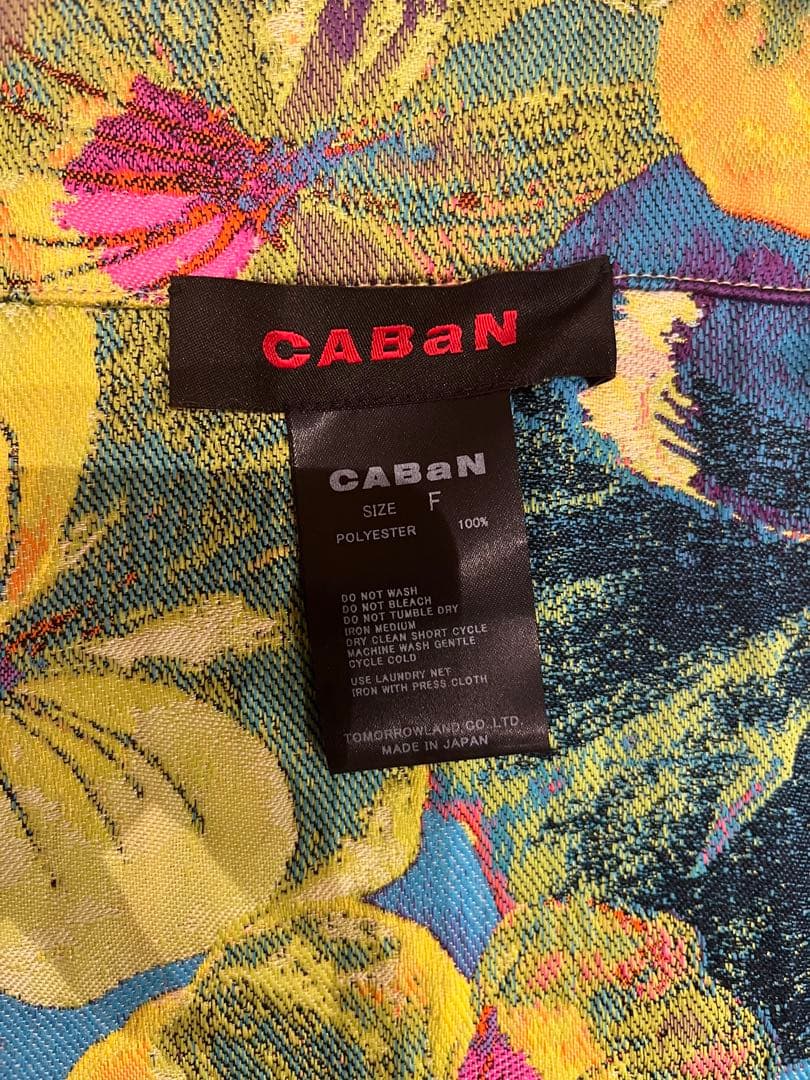 CABaN
CABaN
SIZE F
POLYESTER 100%
DO NOT WASH
DO NOT BLEACH
DO NOT TUMBLE DRY
IRON MEDIUM
DRY CLEAN SHORT CYCLE
MACHINE WASH GENTLE
CYCLE COLD
USE LAUNDRY NET
IRON WITH PRESS CLOTH
TOMORROWLAND CO.,LTD.
MADE IN JAPAN